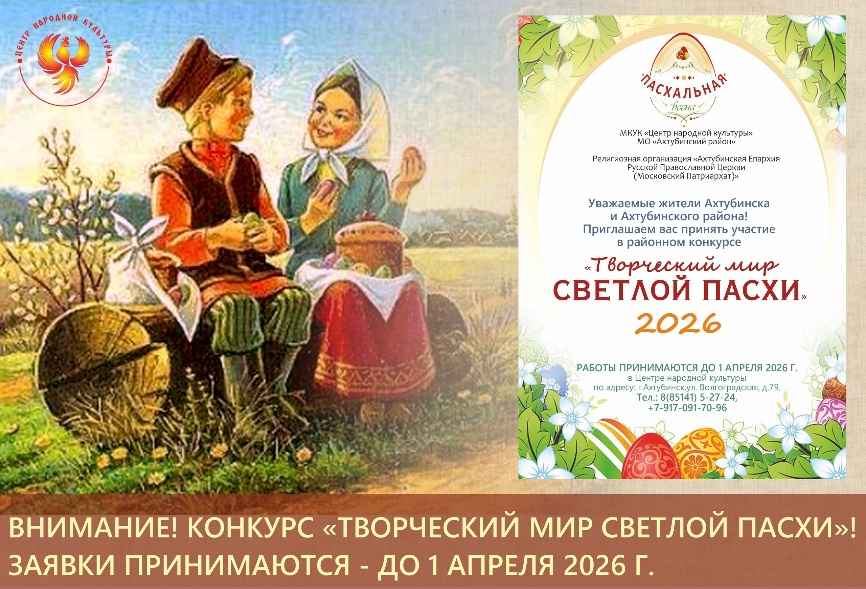 ЦЕНТР НАРОДНОЙ КУЛЬТУРЫ
ПАСХАЛЬНАЯ
весна
МКУК «Центр народной культуры»
МО «Ахтубинский район»
Религиозная организация «Ахтубинская Епархия
Русской Православной Церкви
(Московский Патриархат)»
Уважаемые жители Ахтубинска
и Ахтубинского района!
Приглашаем вас принять участие
в районном конкурсе
«Творческий мир
СВЕТЛОЙ ПАСХИ»
2026
РАБОТЫ ПРИНИМАЮТСЯ ДО 1 АПРЕЛЯ 2026 Г.
в Центре народной культуры
по адресу: г.Ахтубинск,ул. Волгоградская, д.79.
Тел.: 8(85141) 5-27-24,
+7-917-091-70-96
ВНИМАНИЕ! КОНКУРС «ТВОРЧЕСКИЙ МИР СВЕТЛОЙ ПАСХИ»!
ЗАЯВКИ ПРИНИМАЮТСЯ - ДО 1 АПРЕЛЯ 2026 Г.